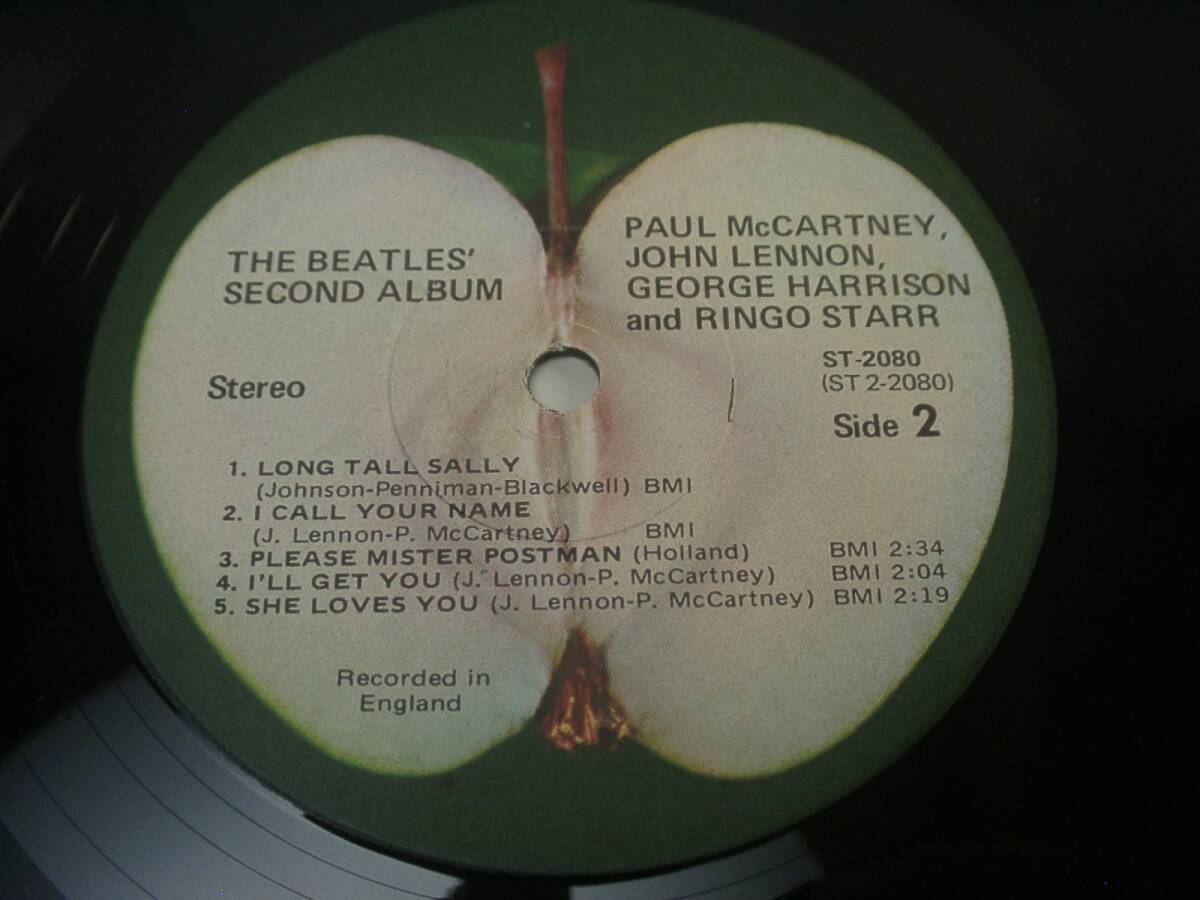 THE BEATLES'
SECOND ALBUM
PAUL McCARTNEY,
JOHN LENNON,
GEORGE HARRISON
and RINGO STARR
Stereo
ST-2080
(ST 2-2080)
Side 2
1. LONG TALL SALLY
(Johnson-Penniman-Blackwell) BMI
2. I CALL YOUR NAME
(J. Lennon-P. McCartney) BMI
3. PLEASE MISTER POSTMAN (Holland) BMI 2:34
4. I'LL GET YOU (J. Lennon-P. McCartney) BMI 2:04
5. SHE LOVES YOU (J. Lennon-P. McCartney) BMI 2:19
Recorded in
England